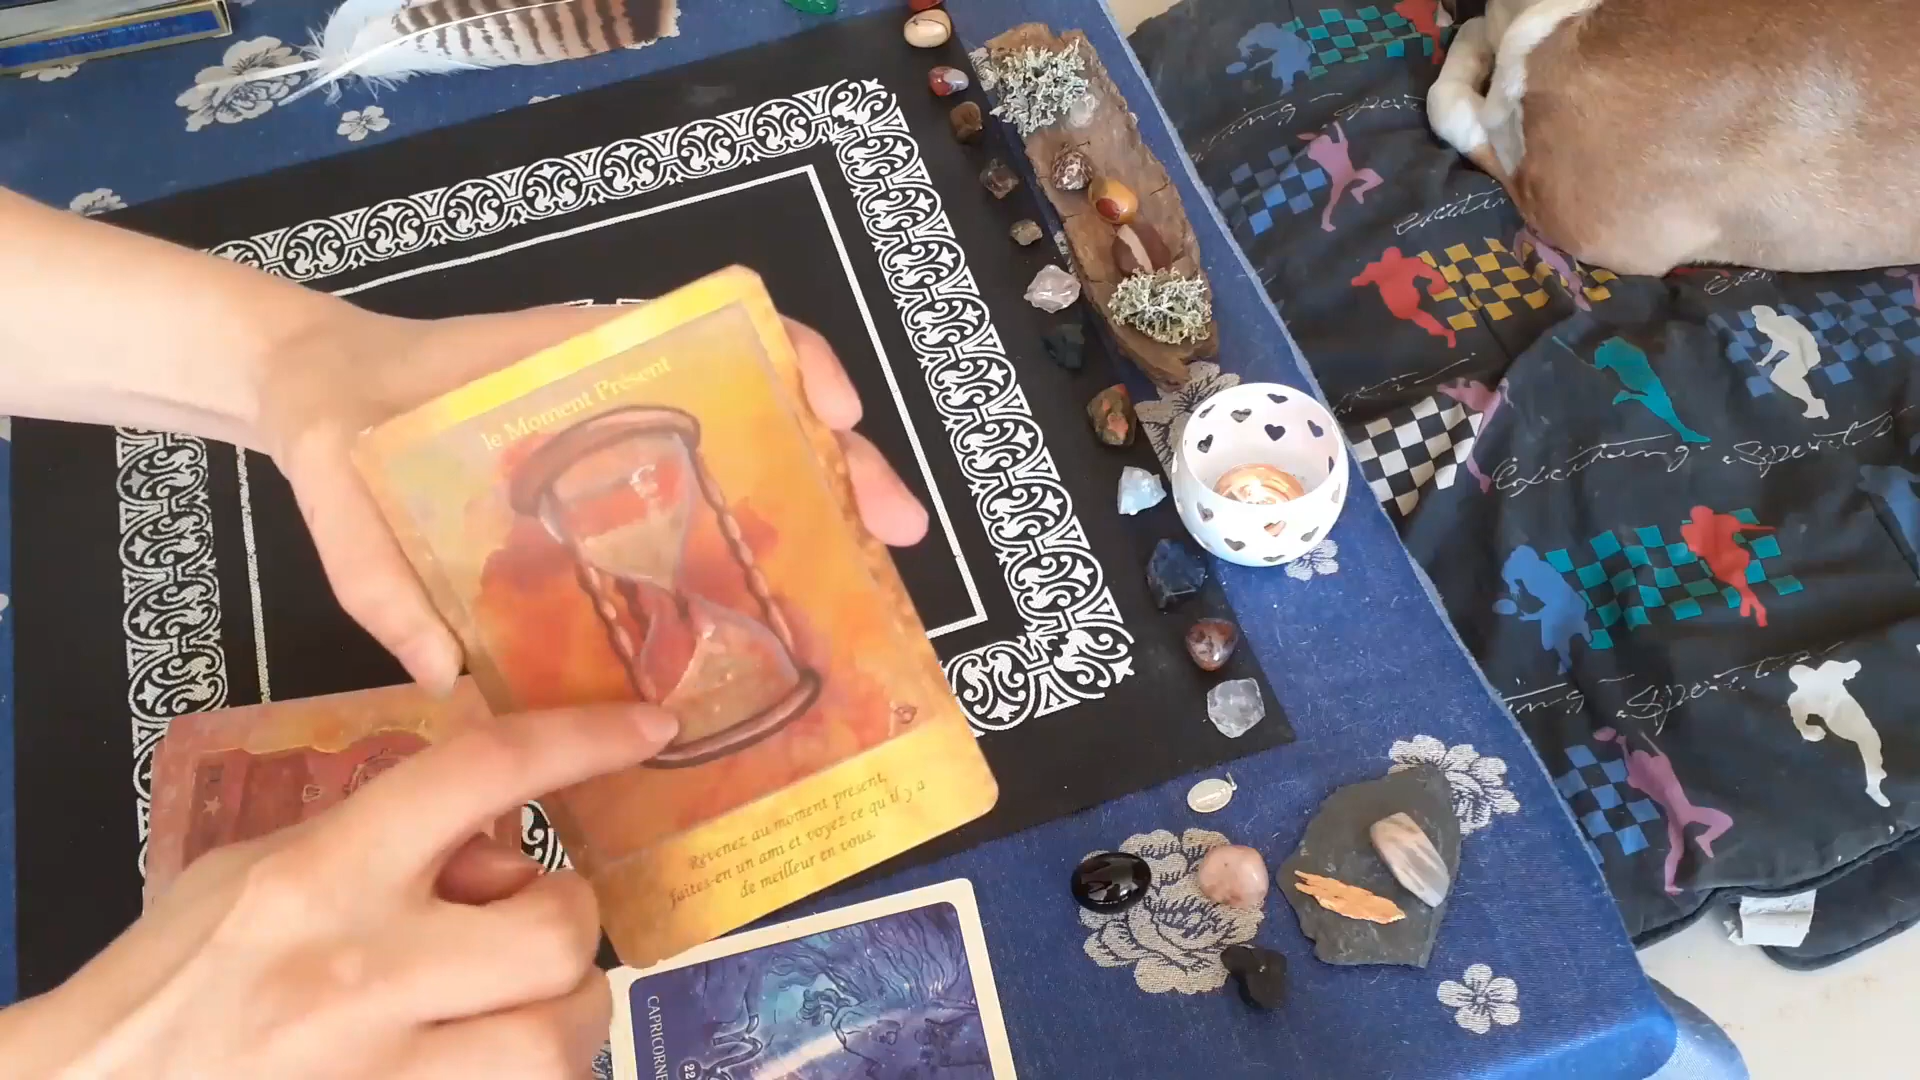 le Moment Présent
Revenez au moment présent,
faites-en un ami et voyez ce qu'il y a
de meilleur en vous.
CAPRICORNE
22
Exciting Sports